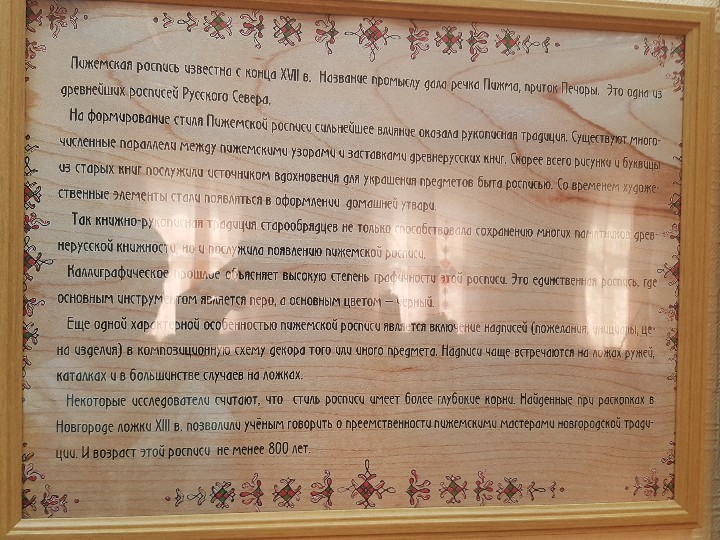 Пижемская роспись известна с конца XVII в. Название промыслу дала речка Пижма, приток Печоры. Это одна из
древнейших росписей Русского Севера.
На формирование стиля Пижемской росписи сильнейшее влияние оказала рукописная традиция. Существуют много-
численные параллели между пижемскими узорами и заставками древнерусских книг. Скорее всего рисунки и буквицы
из старых книг послужили источником вдохновения для украшения предметов быта росписью. Со временем художе-
ственные элементы стали появляться в оформлении домашней утвари.
Так книжно-рукописная традиция старообрядцев не только способствовала сохранению многих памятников древ-
нерусской книжности, но и послужила появлению пижемской росписи.
Каллиграфическое прошлое объясняет высокую степень графичности этой росписи. Это единственная роспись, где
основным инструментом является перо, а основным цветом – черный.
Еще одной характерной особенностью пижемской росписи является включение надписей (пожелания, инициалы, це-
на изделия) в композиционную схему декора того или иного предмета. Надписи чаще встречаются на ложах ружей,
каталках и в большинстве случаев на ложках.
Некоторые исследователи считают, что стиль росписи имеет более глубокие корни. Найденные при раскопках в
Новгороде ложки XIII в. позволили учёным говорить о преемственности пижемскими мастерами новгородской тради-
ции. И возраст этой росписи не менее 800 лет.